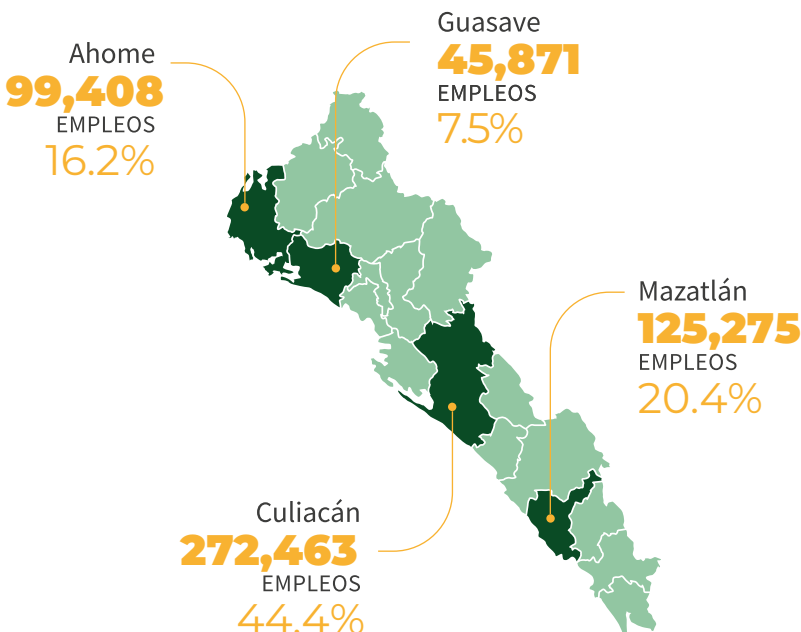 Guasave
45,871
EMPLEOS
7.5%
Ahome
99,408
EMPLEOS
16.2%
Mazatlán
125,275
EMPLEOS
20.4%
Culiacán
272,463
EMPLEOS
44.4%